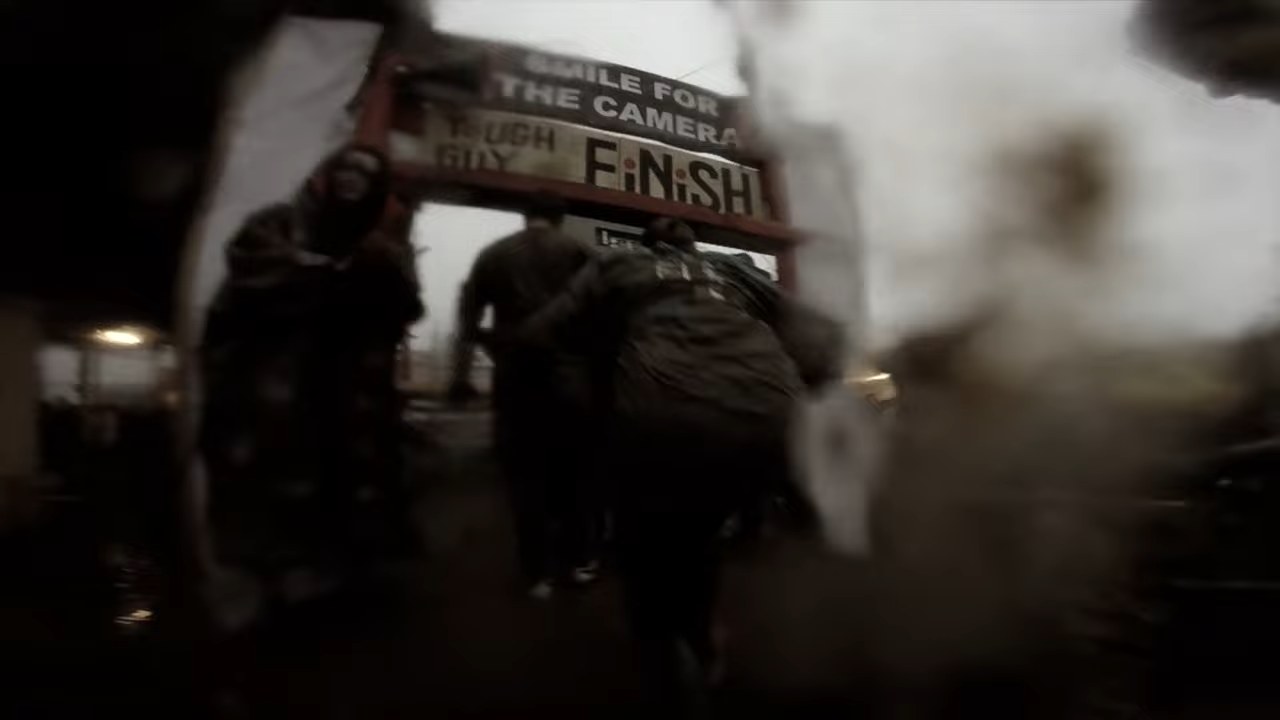 SMILE FOR
THE CAMERA
TOUGH
GUY
FiNiSH